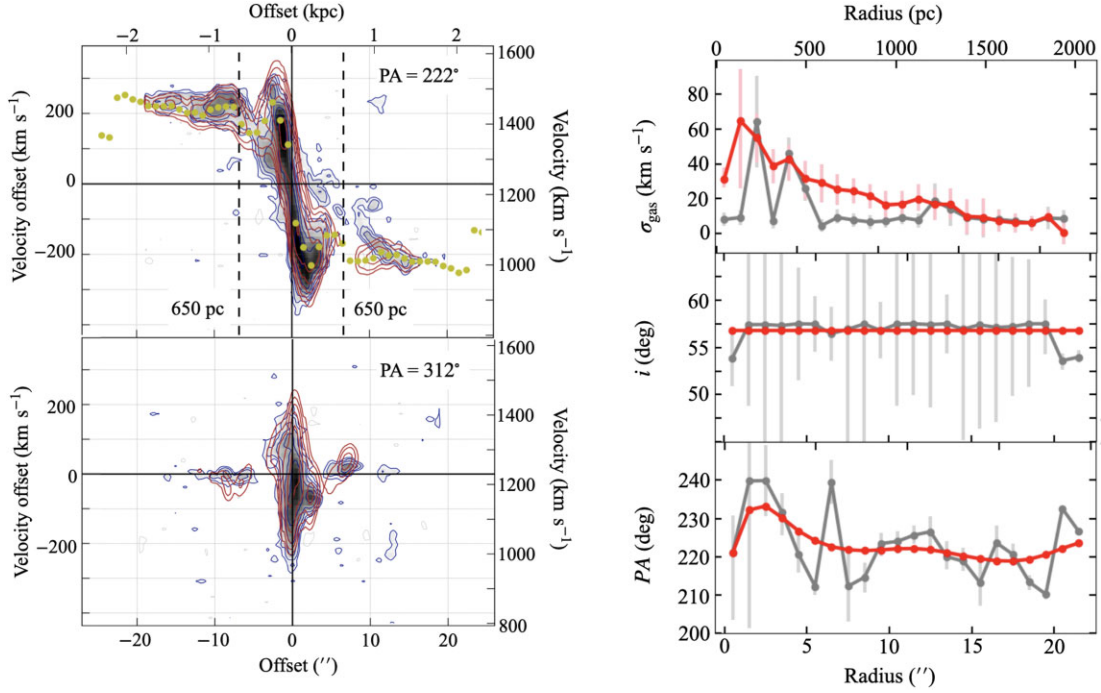 Offset (kpc)
−2 −1 0 1 2
PA = 222°
Velocity offset (km s⁻¹)
200
0
−200
1600
1400
1200
1000
Velocity (km s⁻¹)
650 pc
650 pc
PA = 312°
Velocity offset (km s⁻¹)
200
0
−200
1600
1400
1200
1000
800
Velocity (km s⁻¹)
−20 −10 0 10 20
Offset (′′)
Radius (pc)
0 500 1000 1500 2000
σgas (km s⁻¹)
80
60
40
20
0
i (deg)
60
55
50
PA (deg)
240
230
220
210
200
0 5 10 15 20
Radius (′′)